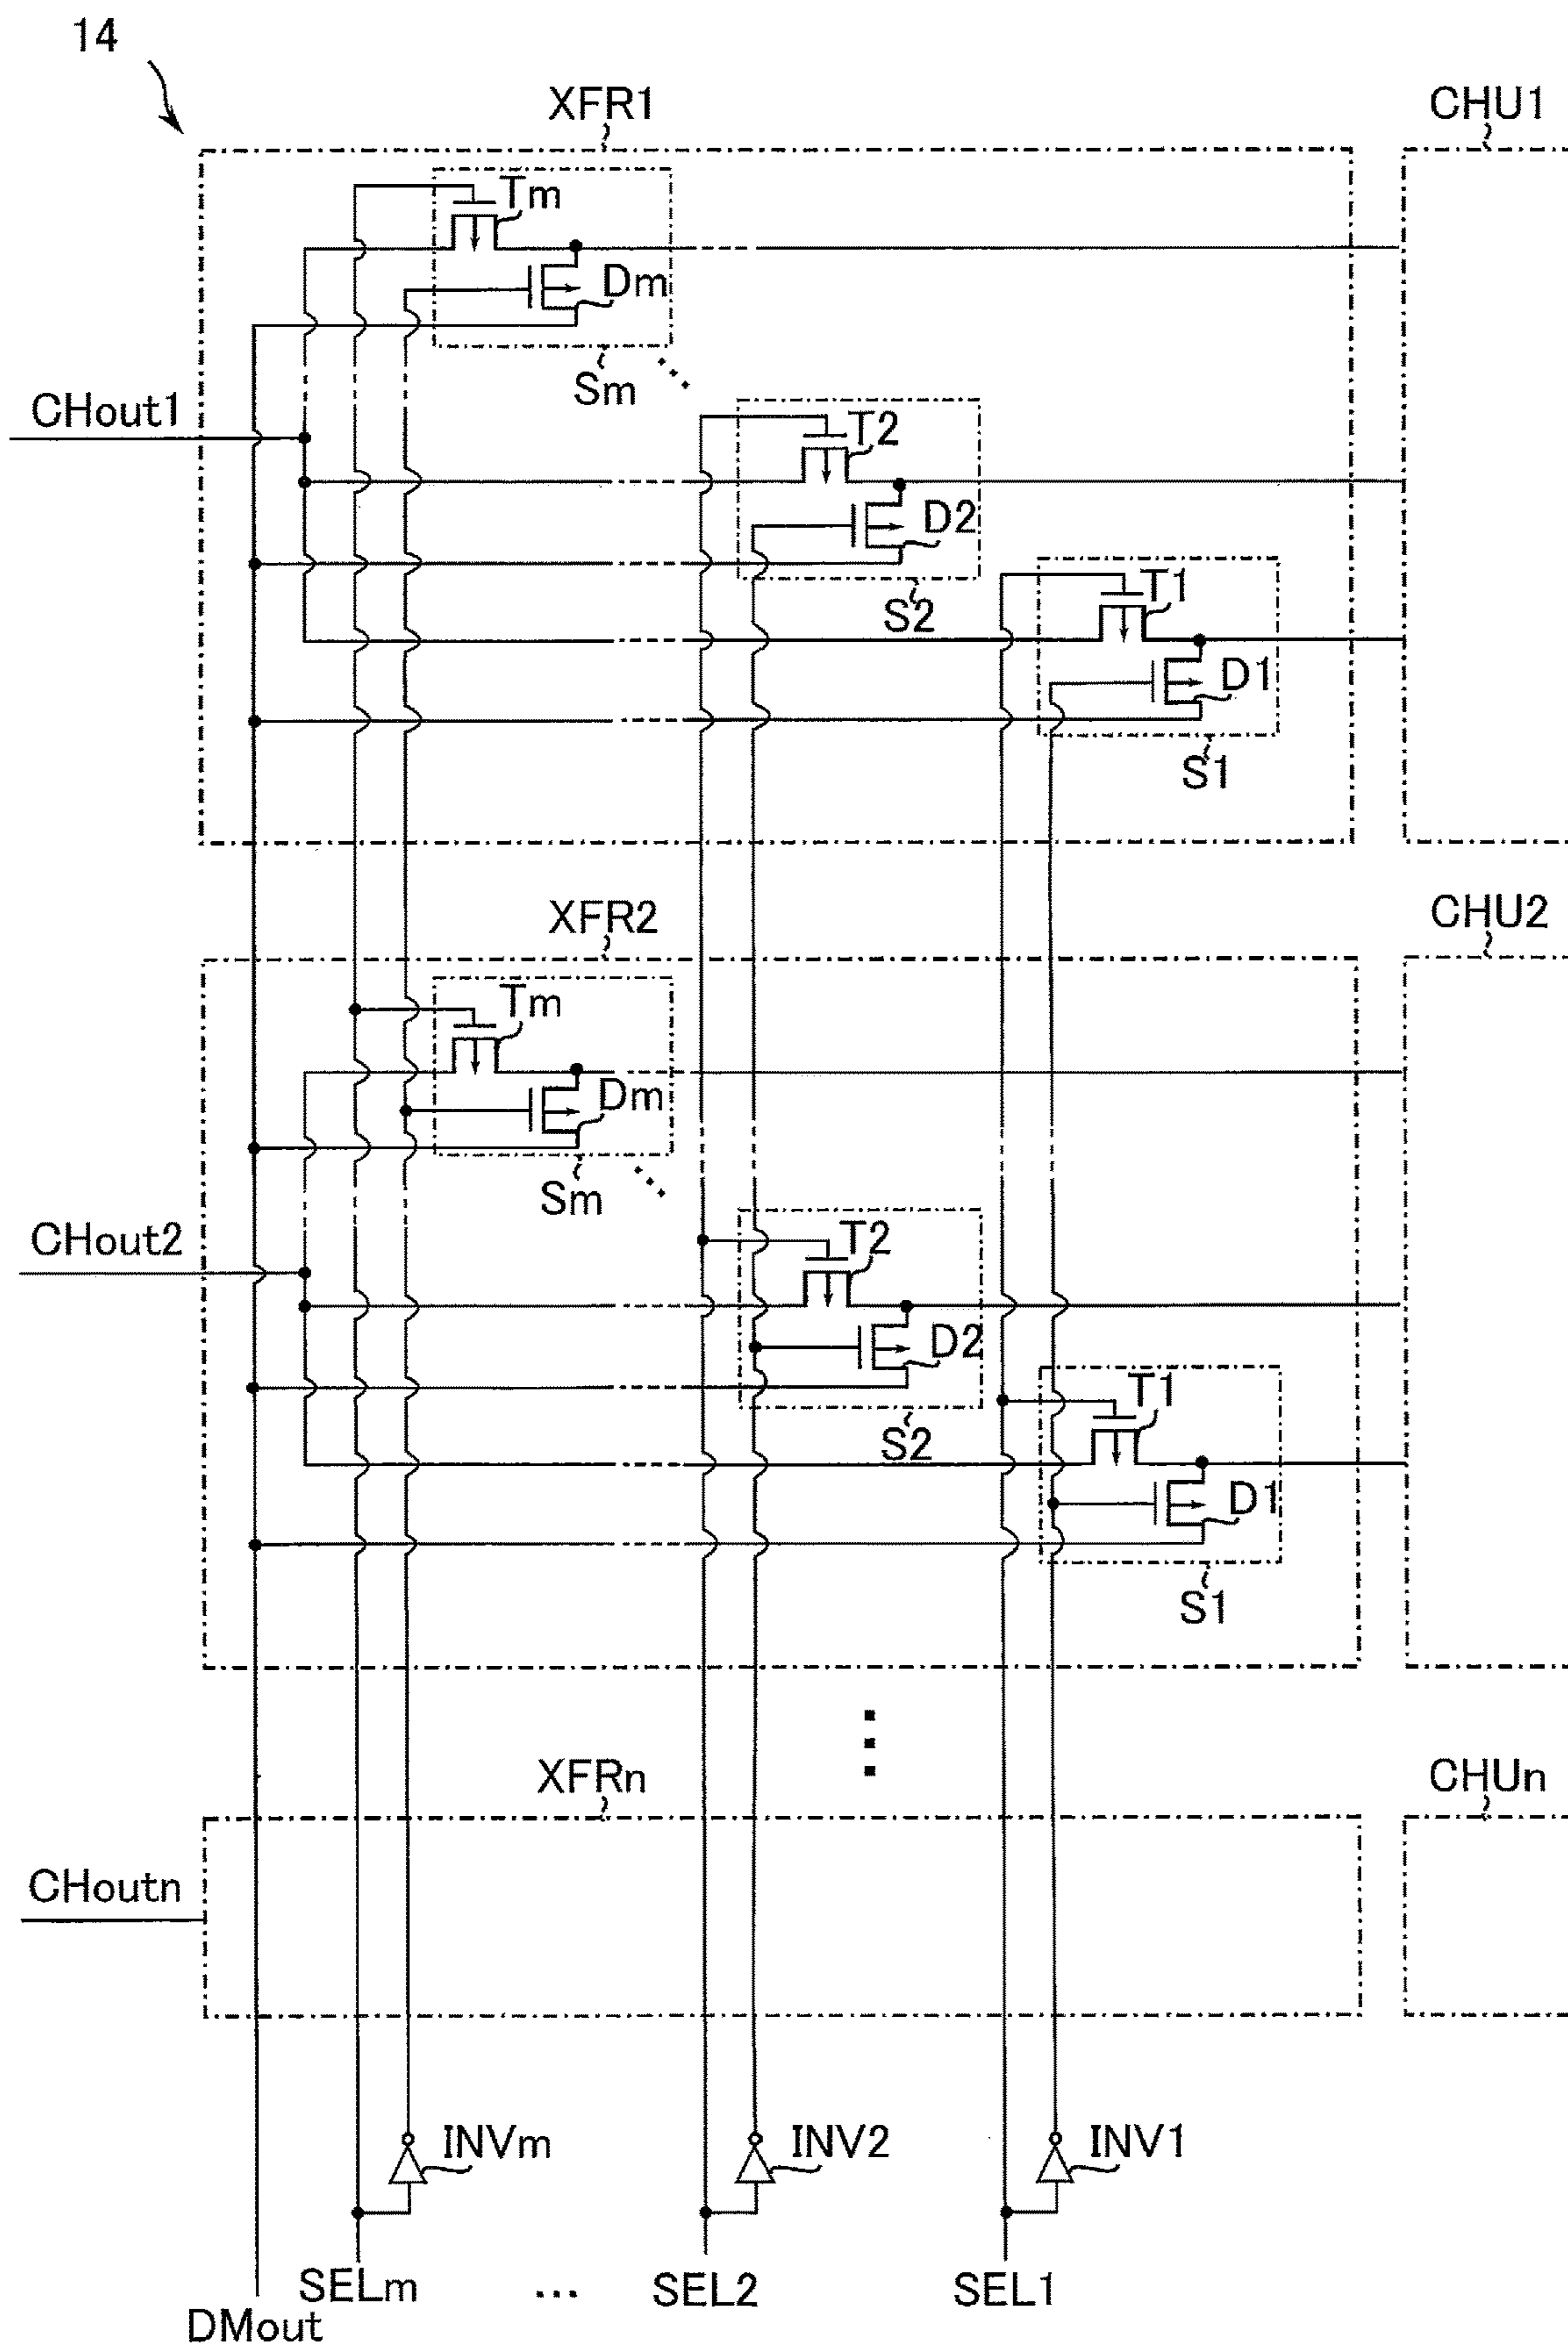 14
XFR1
CHU1
Tm
Dm
Sm
CHout1
T2
D2
S2
T1
D1
S1
XFR2
CHU2
Tm
Dm
Sm
CHout2
T2
D2
S2
T1
D1
S1
XFRn
CHUn
CHoutn
INVm
INV2
INV1
SELm
...
SEL2
SEL1
DMout